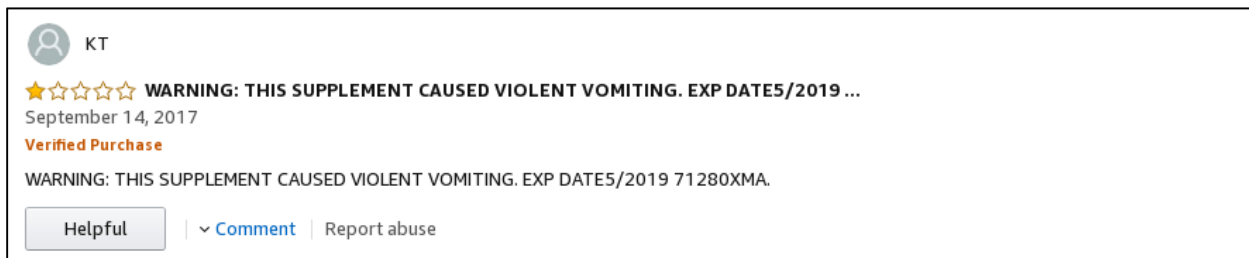 KT
WARNING: THIS SUPPLEMENT CAUSED VIOLENT VOMITING. EXP DATE5/2019 ...
September 14, 2017
Verified Purchase
WARNING: THIS SUPPLEMENT CAUSED VIOLENT VOMITING. EXP DATE5/2019 71280XMA.
Helpful Comment Report abuse